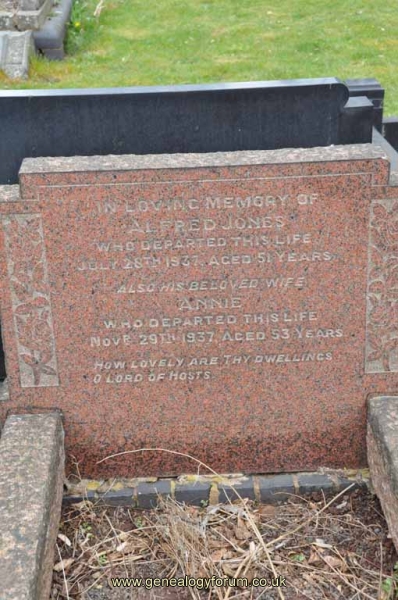 IN LOVING MEMORY OF
ALFRED JONES
WHO DEPARTED THIS LIFE
JULY 28TH 1937. AGED 51 YEARS.
ALSO HIS BELOVED WIFE
ANNIE
WHO DEPARTED THIS LIFE
NOVR 29TH 1937. AGED 53 YEARS
HOW LOVELY ARE THY DWELLINGS
O LORD OF HOSTS.
www.genealogyforum.co.uk